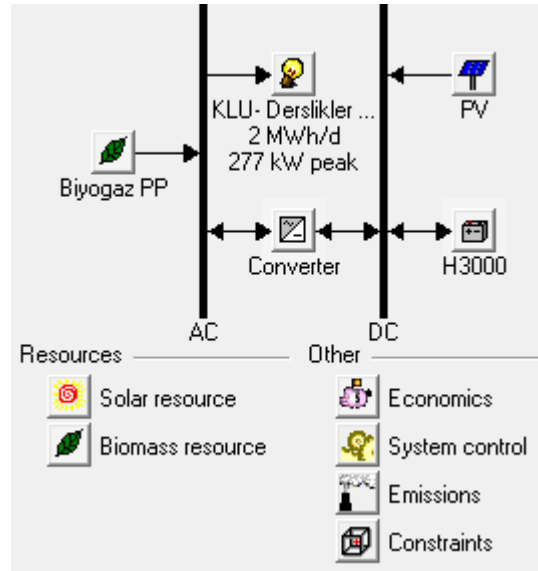 KLU- Derslikler ...
2 MWh/d
277 kW peak
PV
Biyogaz PP
Converter
H3000
AC
DC
Resources
Other
Solar resource
Economics
Biomass resource
System control
Emissions
Constraints